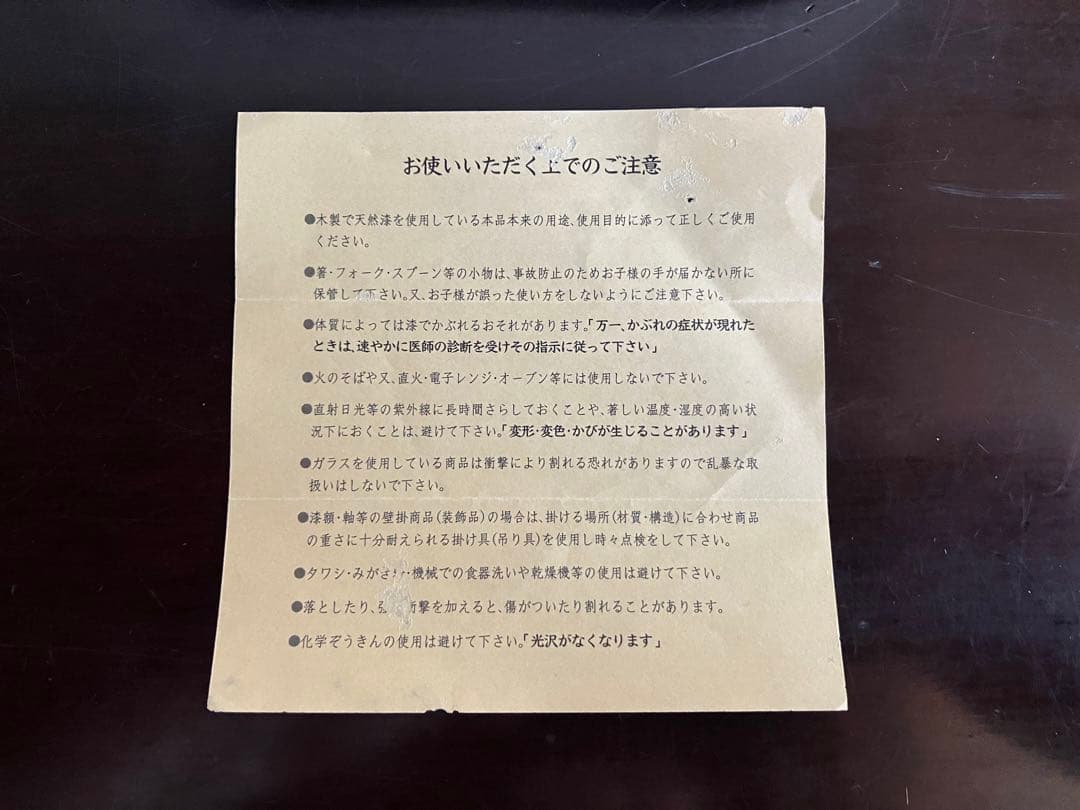 お使いいただく上でのご注意
●木製で天然漆を使用している本品本来の用途、使用目的に添って正しくご使用
ください。
●箸・フォーク・スプーン等の小物は、事故防止のためお子様の手が届かない所に
保管して下さい。又、お子様が誤った使い方をしないようにご注意下さい。
●体質によっては漆でかぶれるおそれがあります。「万一、かぶれの症状が現れた
ときは、速やかに医師の診断を受けその指示に従って下さい」
●火のそばや又、直火・電子レンジ・オーブン等には使用しないで下さい。
●直射日光等の紫外線に長時間さらしておくことや、著しい温度・湿度の高い状
況下におくことは、避けて下さい。「変形・変色・かびが生じることがあります」
●ガラスを使用している商品は衝撃により割れる恐れがありますので乱暴な取
扱いはしないで下さい。
●漆額・軸等の壁掛商品(装飾品)の場合は、掛ける場所(材質・構造)に合わせ商品
の重さに十分耐えられる掛け具(吊り具)を使用し時々点検をして下さい。
●タワシ・みがき・機械での食器洗いや乾燥機等の使用は避けて下さい。
●落としたり、衝撃を加えると、傷がついたり割れることがあります。
●化学ぞうきんの使用は避けて下さい。「光沢がなくなります」